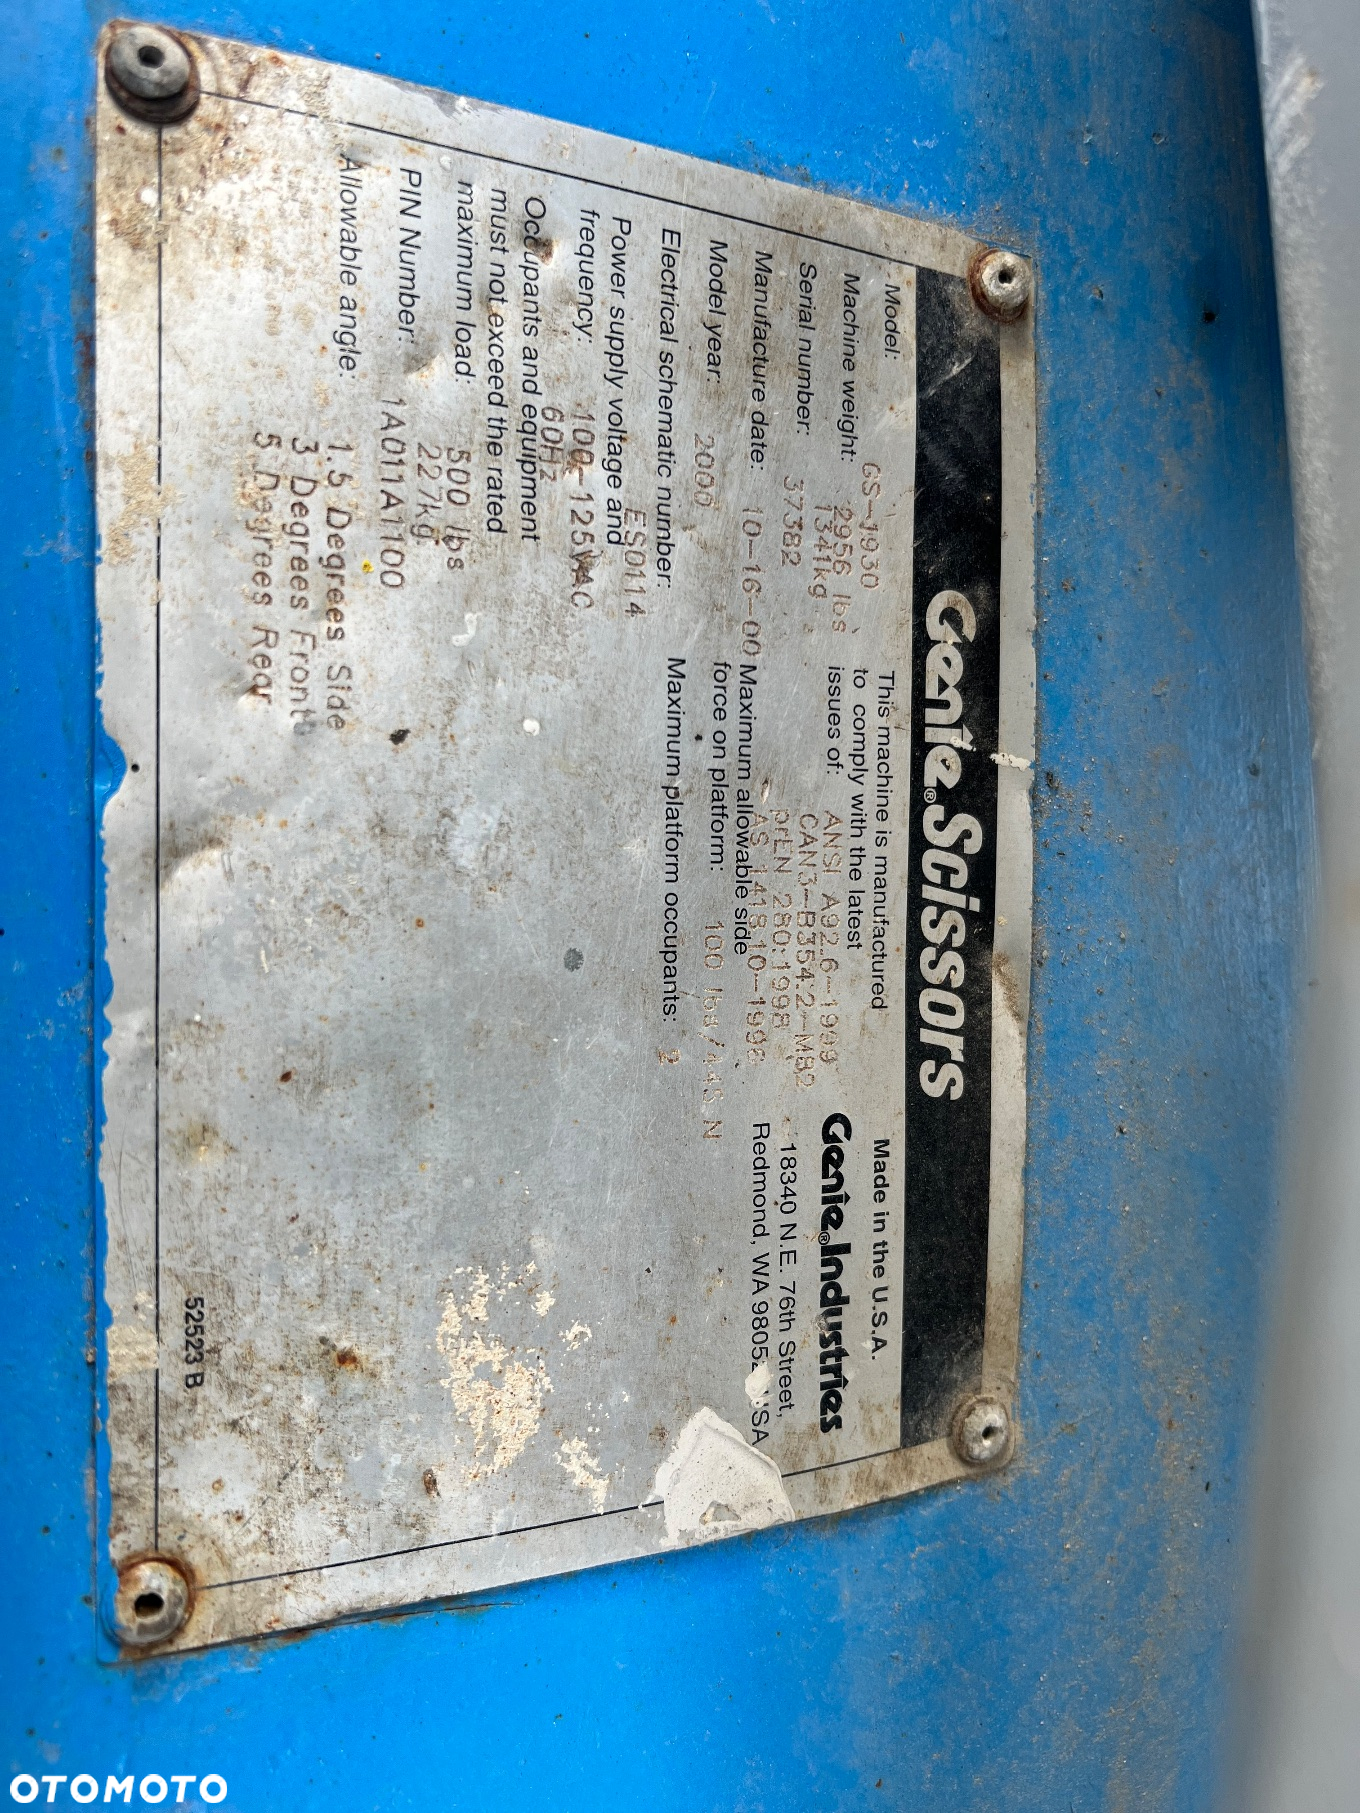 Genie® Scissors
Model: GS-1930
Machine weight: 2956 lbs
1341kg
Serial number: 37382
Manufacture date: 10-16-00
Model year: 2000
Electrical schematic number: ES0114
Power supply voltage and
frequency: 100-125VAC
60Hz
Occupants and equipment
must not exceed the rated
maximum load: 500 lbs
227kg
PIN Number: 1A011A1100
Allowable angle: 1.5 Degrees Side
3 Degrees Front
5 Degrees Rear
This machine is manufactured
to comply with the latest
issues of: ANSI A92.6-1999
CAN3-B354.2-M82
prEN 280:1998
AS 1418.10-1996
Maximum allowable side
force on platform: 100 lbs/445 N
Maximum platform occupants: 2
Made in the U.S.A.
Genie® Industries
18340 N.E. 76th Street,
Redmond, WA USA
52523 B
OTOMOTO